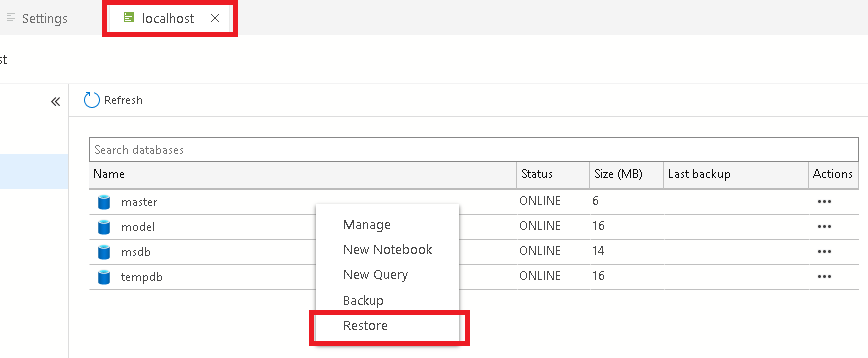 Settings
localhost
st
Refresh
Search databases
Name Status Size (MB) Last backup Actions
master ONLINE 6
model ONLINE 16
msdb ONLINE 14
tempdb ONLINE 16
Manage
New Notebook
New Query
Backup
Restore